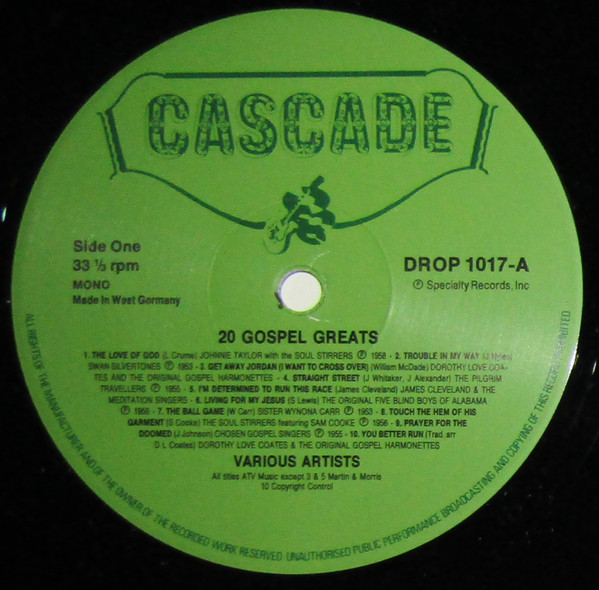 CASCADE
Side One
33 ⅓ rpm
MONO
Made in West Germany
DROP 1017-A
Ⓟ Specialty Records, Inc
20 GOSPEL GREATS
1. THE LOVE OF GOD (L Crume) JOHNNIE TAYLOR with the SOUL STIRRERS Ⓟ 1958 - 2. TROUBLE IN MY WAY (J Myles)
SWAN SILVERTONES Ⓟ 1953 - 3. GET AWAY JORDAN (I WANT TO CROSS OVER) (William McDade) DOROTHY LOVE COA-
TES AND THE ORIGINAL GOSPEL HARMONETTES - 4. STRAIGHT STREET (J Whitaker, J Alexander) THE PILGRIM
TRAVELLERS Ⓟ 1955 - 5. I'M DETERMINED TO RUN THIS RACE (James Cleveland) JAMES CLEVELAND & THE
MEDITATION SINGERS - 6. LIVING FOR MY JESUS (S Lewis) THE ORIGINAL FIVE BLIND BOYS OF ALABAMA
Ⓟ 1956 - 7. THE BALL GAME (W Carr) SISTER WYNONA CARR Ⓟ 1953 - 8. TOUCH THE HEM OF HIS
GARMENT (S Cooke) THE SOUL STIRRERS featuring SAM COOKE Ⓟ 1956 - 9. PRAYER FOR THE
DOOMED (J Johnson) CHOSEN GOSPEL SINGERS Ⓟ 1955 - 10. YOU BETTER RUN (Trad. arr
D L Coates) DOROTHY LOVE COATES & THE ORIGINAL GOSPEL HARMONETTES
VARIOUS ARTISTS
All titles ATV Music except 3 & 5 Martin & Morris
10 Copyright Control
ALL RIGHTS OF THE MANUFACTURER AND OF THE OWNER OF THE RECORDED WORK RESERVED UNAUTHORISED PUBLIC PERFORMANCE BROADCASTING AND COPYING OF THIS RECORD PROHIBITED